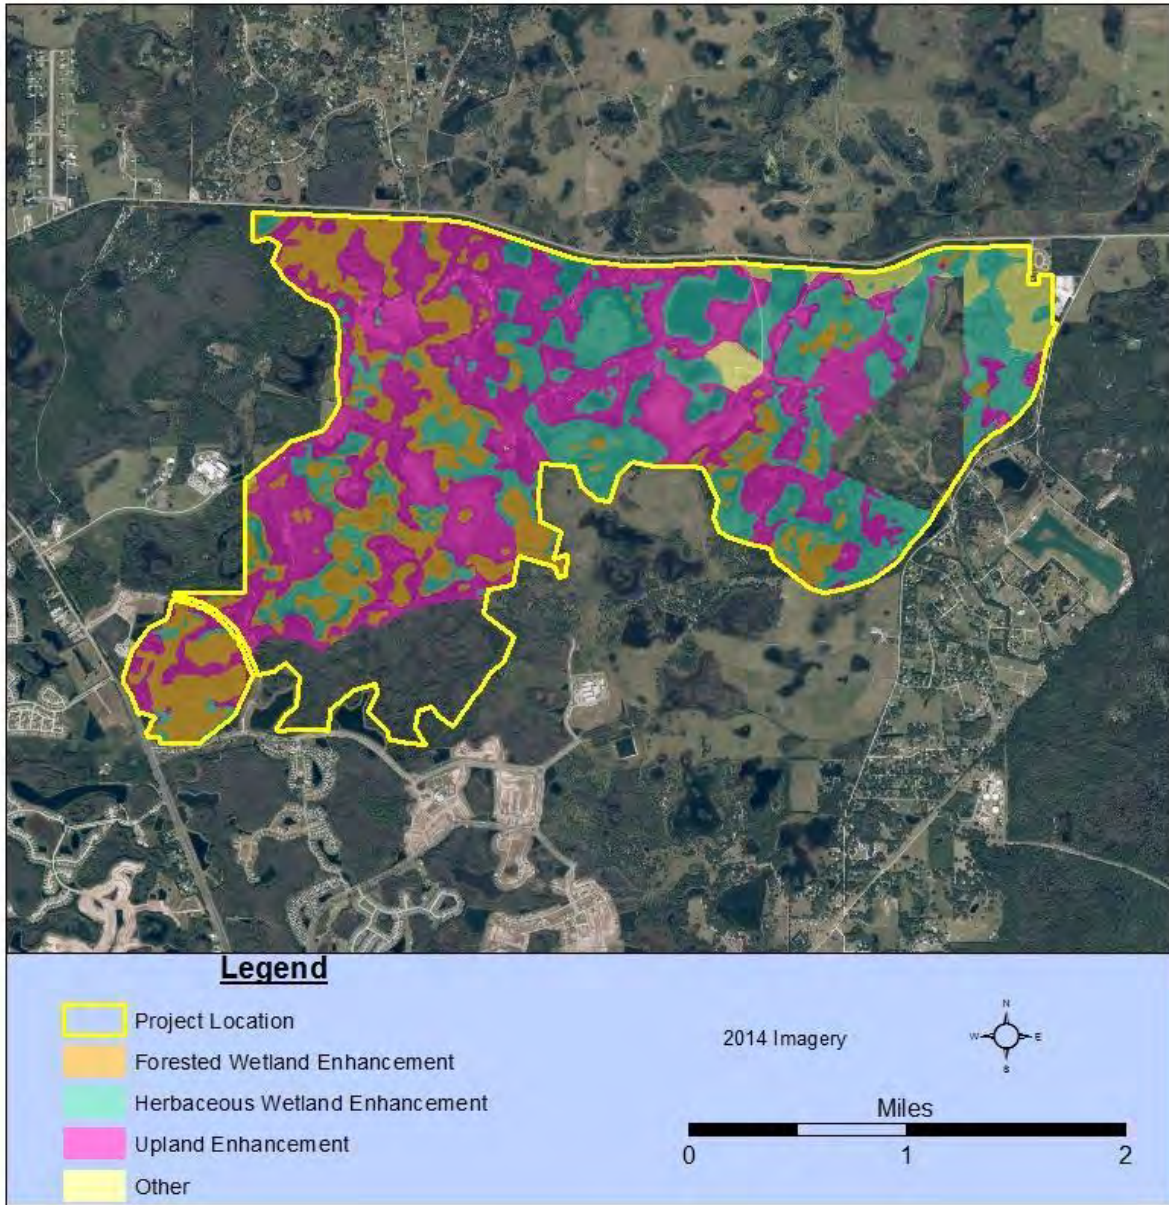 Legend
Project Location
Forested Wetland Enhancement
Herbaceous Wetland Enhancement
Upland Enhancement
Other
2014 Imagery
N
W E
S
Miles
0 1 2